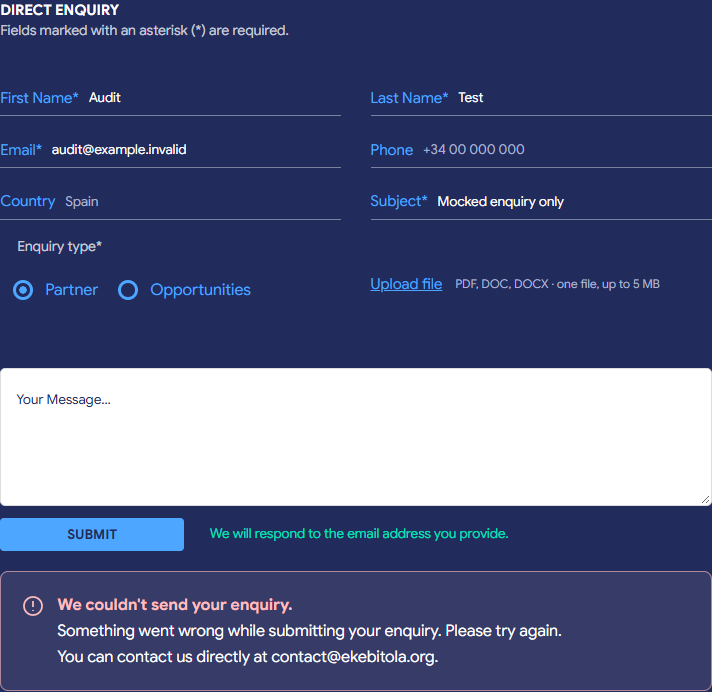 DIRECT ENQUIRY
Fields marked with an asterisk (*) are required.
First Name* Audit
Last Name* Test
Email* audit@example.invalid
Phone +34 00 000 000
Country Spain
Subject* Mocked enquiry only
Enquiry type*
Partner Opportunities
Upload file PDF, DOC, DOCX · one file, up to 5 MB
Your Message...
SUBMIT
We will respond to the email address you provide.
We couldn't send your enquiry.
Something went wrong while submitting your enquiry. Please try again.
You can contact us directly at contact@ekebitola.org.